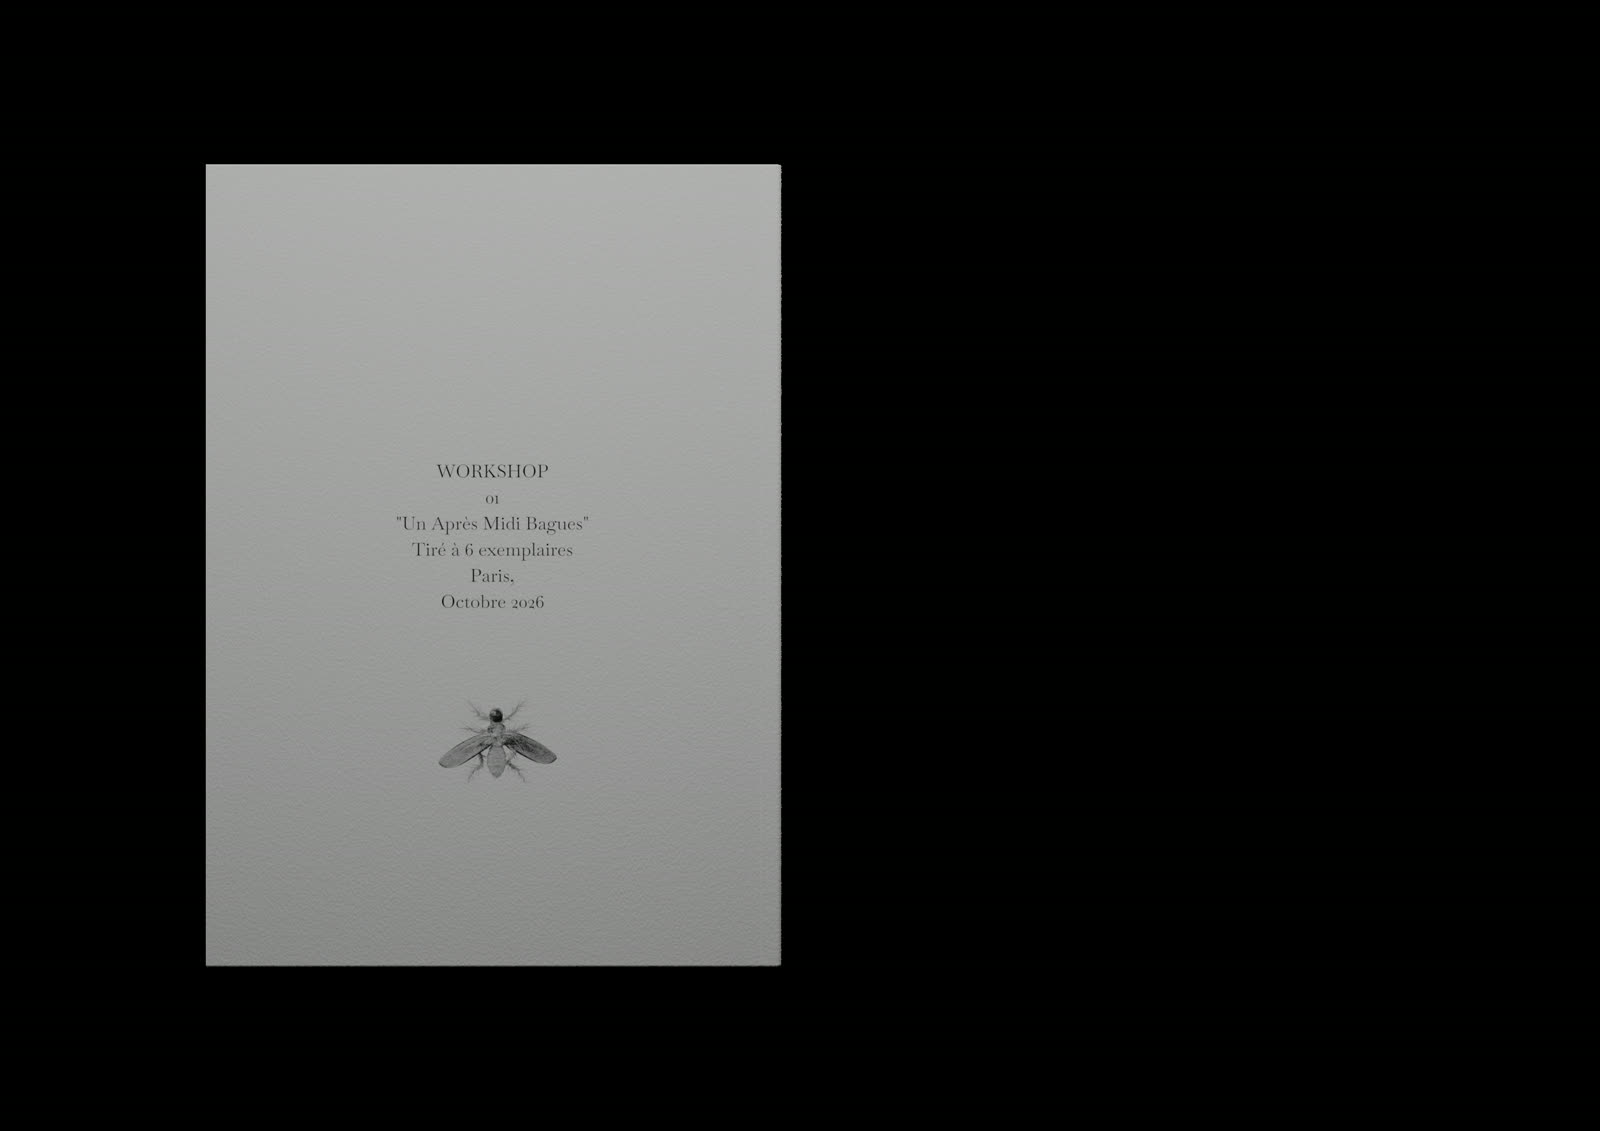 WORKSHOP
01
"Un Après Midi Bagues"
Tiré à 6 exemplaires
Paris,
Octobre 2026